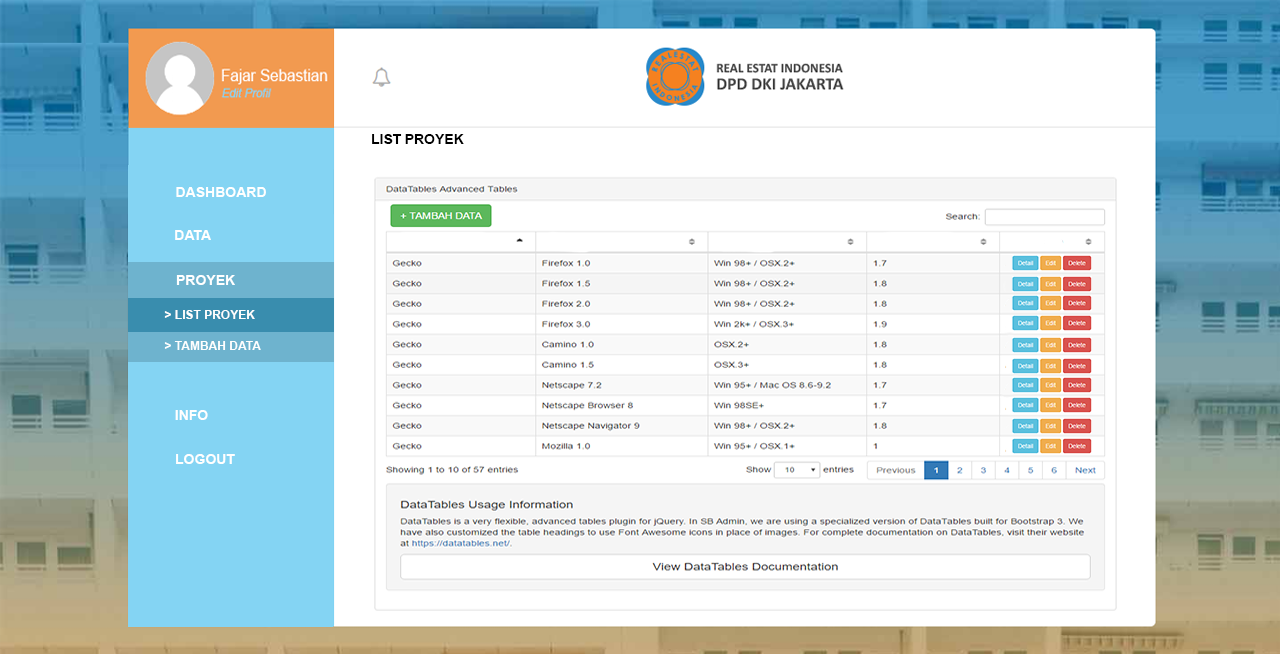 Fajar Sebastian
Edit Profil
REALESTAT
INDONESIA
REAL ESTAT INDONESIA
DPD DKI JAKARTA
DASHBOARD
DATA
PROYEK
> LIST PROYEK
> TAMBAH DATA
INFO
LOGOUT
LIST PROYEK
DataTables Advanced Tables
+ TAMBAH DATA
Search:
Gecko Firefox 1.0 Win 98+ / OSX.2+ 1.7 Detail Edit Delete
Gecko Firefox 1.5 Win 98+ / OSX.2+ 1.8 Detail Edit Delete
Gecko Firefox 2.0 Win 98+ / OSX.2+ 1.8 Detail Edit Delete
Gecko Firefox 3.0 Win 2k+ / OSX.3+ 1.9 Detail Edit Delete
Gecko Camino 1.0 OSX.2+ 1.8 Detail Edit Delete
Gecko Camino 1.5 OSX.3+ 1.8 Detail Edit Delete
Gecko Netscape 7.2 Win 95+ / Mac OS 8.6-9.2 1.7 Detail Edit Delete
Gecko Netscape Browser 8 Win 98SE+ 1.7 Detail Edit Delete
Gecko Netscape Navigator 9 Win 98+ / OSX.2+ 1.8 Detail Edit Delete
Gecko Mozilla 1.0 Win 95+ / OSX.1+ 1 Detail Edit Delete
Showing 1 to 10 of 57 entries Show 10 entries Previous 1 2 3 4 5 6 Next
DataTables Usage Information
DataTables is a very flexible, advanced tables plugin for jQuery. In SB Admin, we are using a specialized version of DataTables built for Bootstrap 3. We
have also customized the table headings to use Font Awesome icons in place of images. For complete documentation on DataTables, visit their website
at https://datatables.net/.
View DataTables Documentation